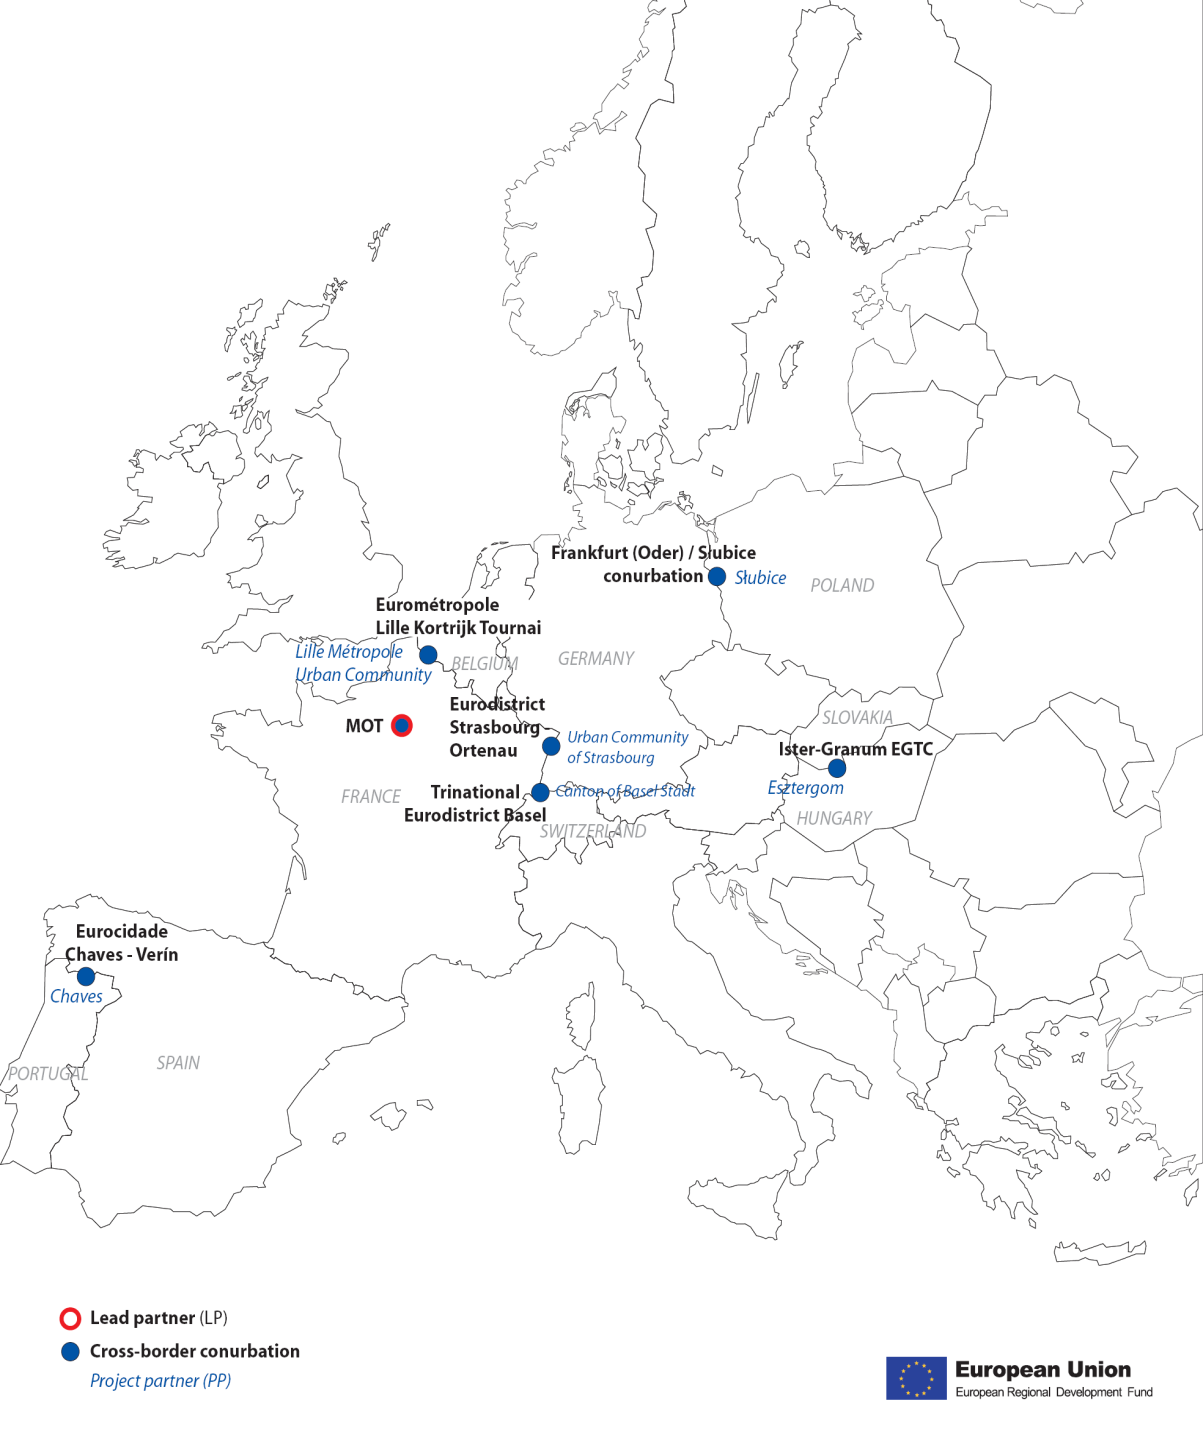 Frankfurt (Oder) / Słubice
conurbation
Słubice
POLAND
Eurométropole
Lille Kortrijk Tournai
Lille Métropole
Urban Community
BELGIUM
GERMANY
Eurodistrict
Strasbourg -
Ortenau
MOT
Urban Community
of Strasbourg
SLOVAKIA
Ister-Granum EGTC
Esztergom
HUNGARY
Trinational
Eurodistrict Basel
Canton of Basel Stadt
FRANCE
SWITZERLAND
Eurocidade
Chaves - Verín
Chaves
SPAIN
PORTUGAL
Lead partner (LP)
Cross-border conurbation
Project partner (PP)
European Union
European Regional Development Fund